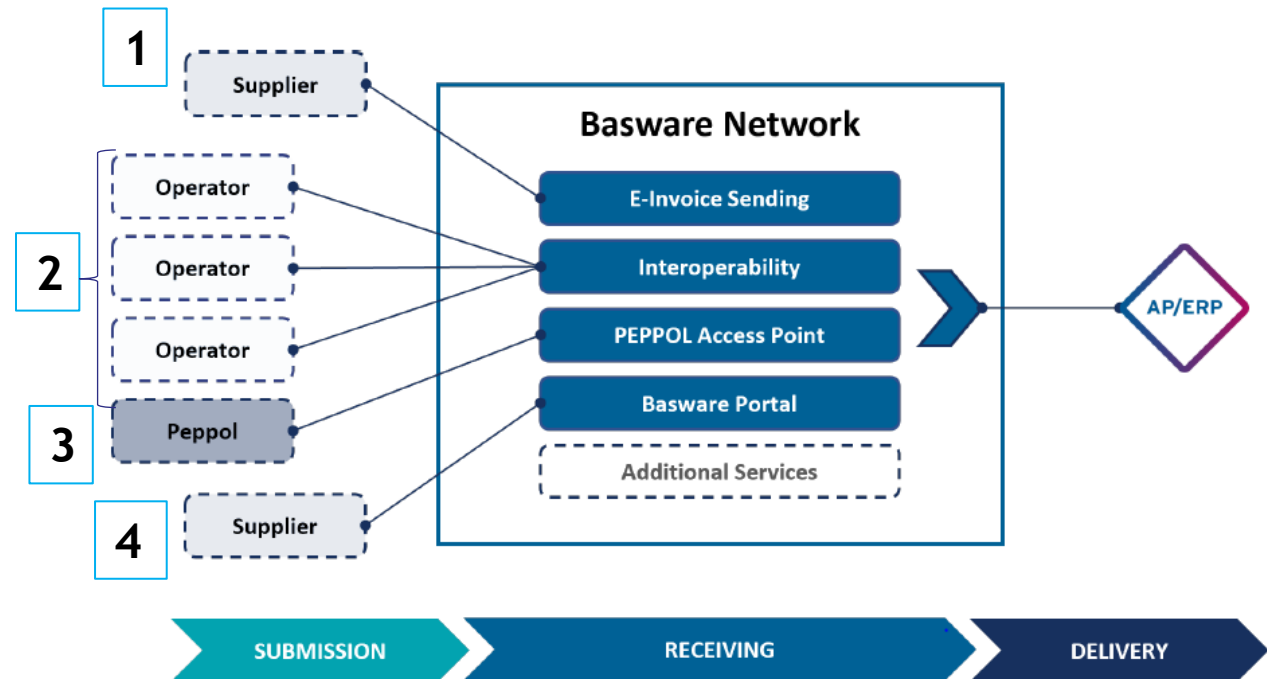 1
Supplier
Basware Network
Operator
E-Invoice Sending
2
Operator
Interoperability
AP/ERP
Operator
PEPPOL Access Point
3
Peppol
Basware Portal
Additional Services
4
Supplier
SUBMISSION
RECEIVING
DELIVERY